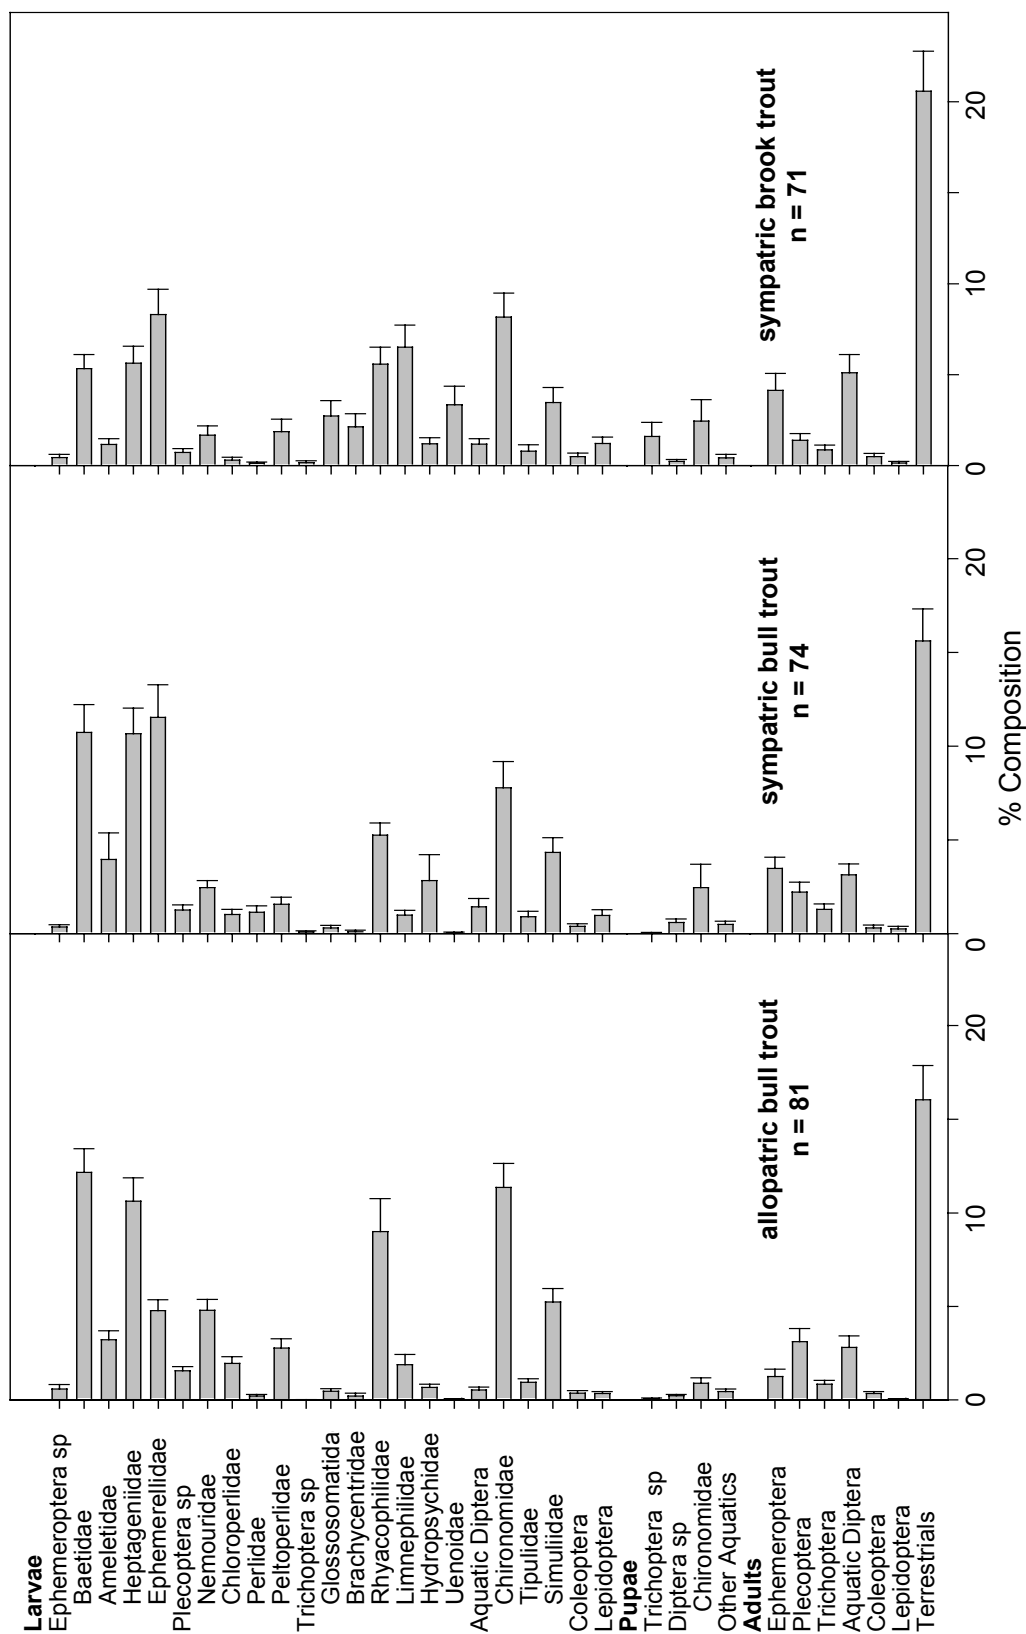 sympatric brook trout
n = 71
0
10
20
sympatric bull trout
n = 74
0
10
20
% Composition
allopatric bull trout
n = 81
0
10
20
Larvae
Ephemeroptera sp
Baetidae
Ameletidae
Heptageniidae
Ephemerellidae
Plecoptera sp
Nemouridae
Chloroperlidae
Perlidae
Peltoperlidae
Trichoptera sp
Glossosomatida
Brachycentridae
Rhyacophilidae
Limnephilidae
Hydropsychidae
Uenoidae
Aquatic Diptera
Chironomidae
Tipulidae
Simuliidae
Coleoptera
Lepidoptera
Pupae
Trichoptera sp
Diptera sp
Chironomidae
Other Aquatics
Adults
Ephemeroptera
Plecoptera
Trichoptera
Aquatic Diptera
Coleoptera
Lepidoptera
Terrestrials